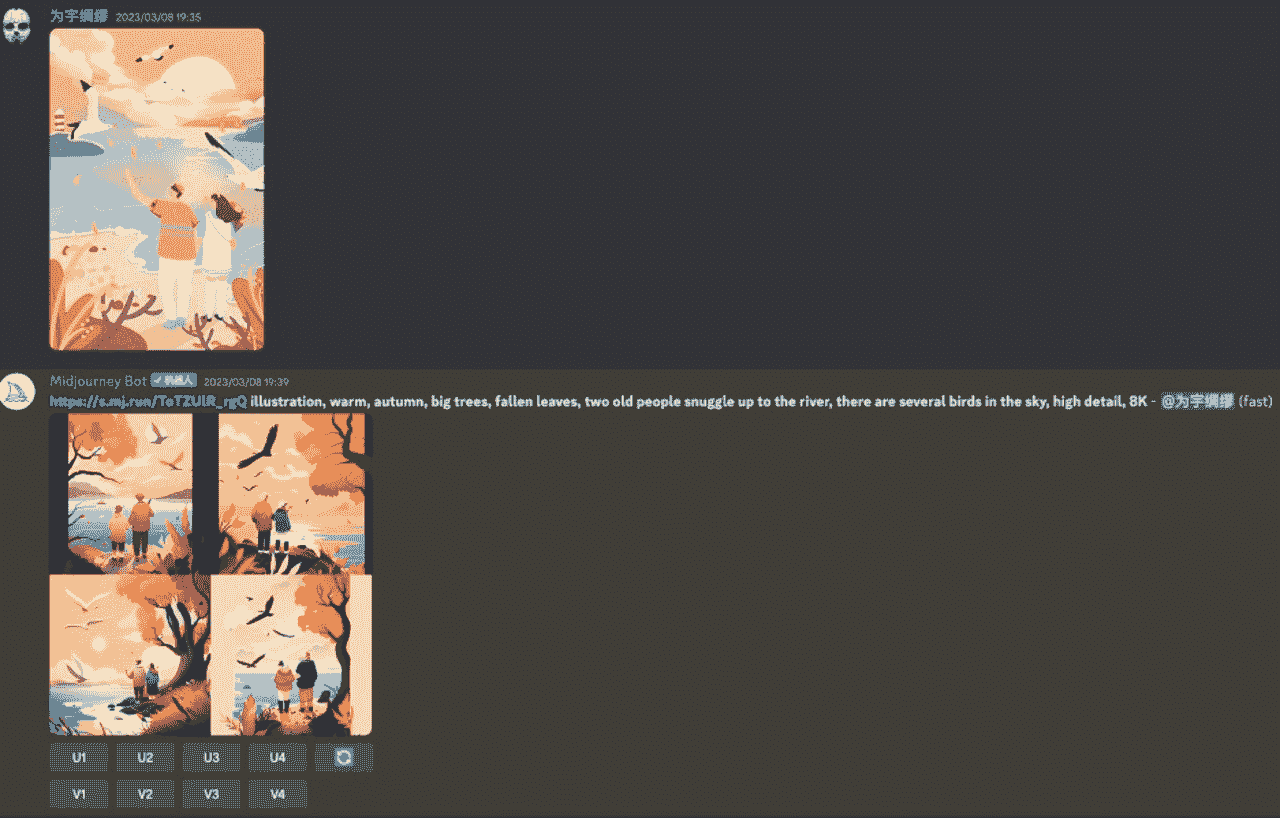 为宇绸缪 2023/03/08 19:35
Midjourney Bot ✓机器人 2023/03/08 19:39
https://s.mj.run/ToTZUlR_rgQ illustration, warm, autumn, big trees, fallen leaves, two old people snuggle up to the river, there are several birds in the sky, high detail, 8K - @为宇绸缪 (fast)
U1 U2 U3 U4
V1 V2 V3 V4